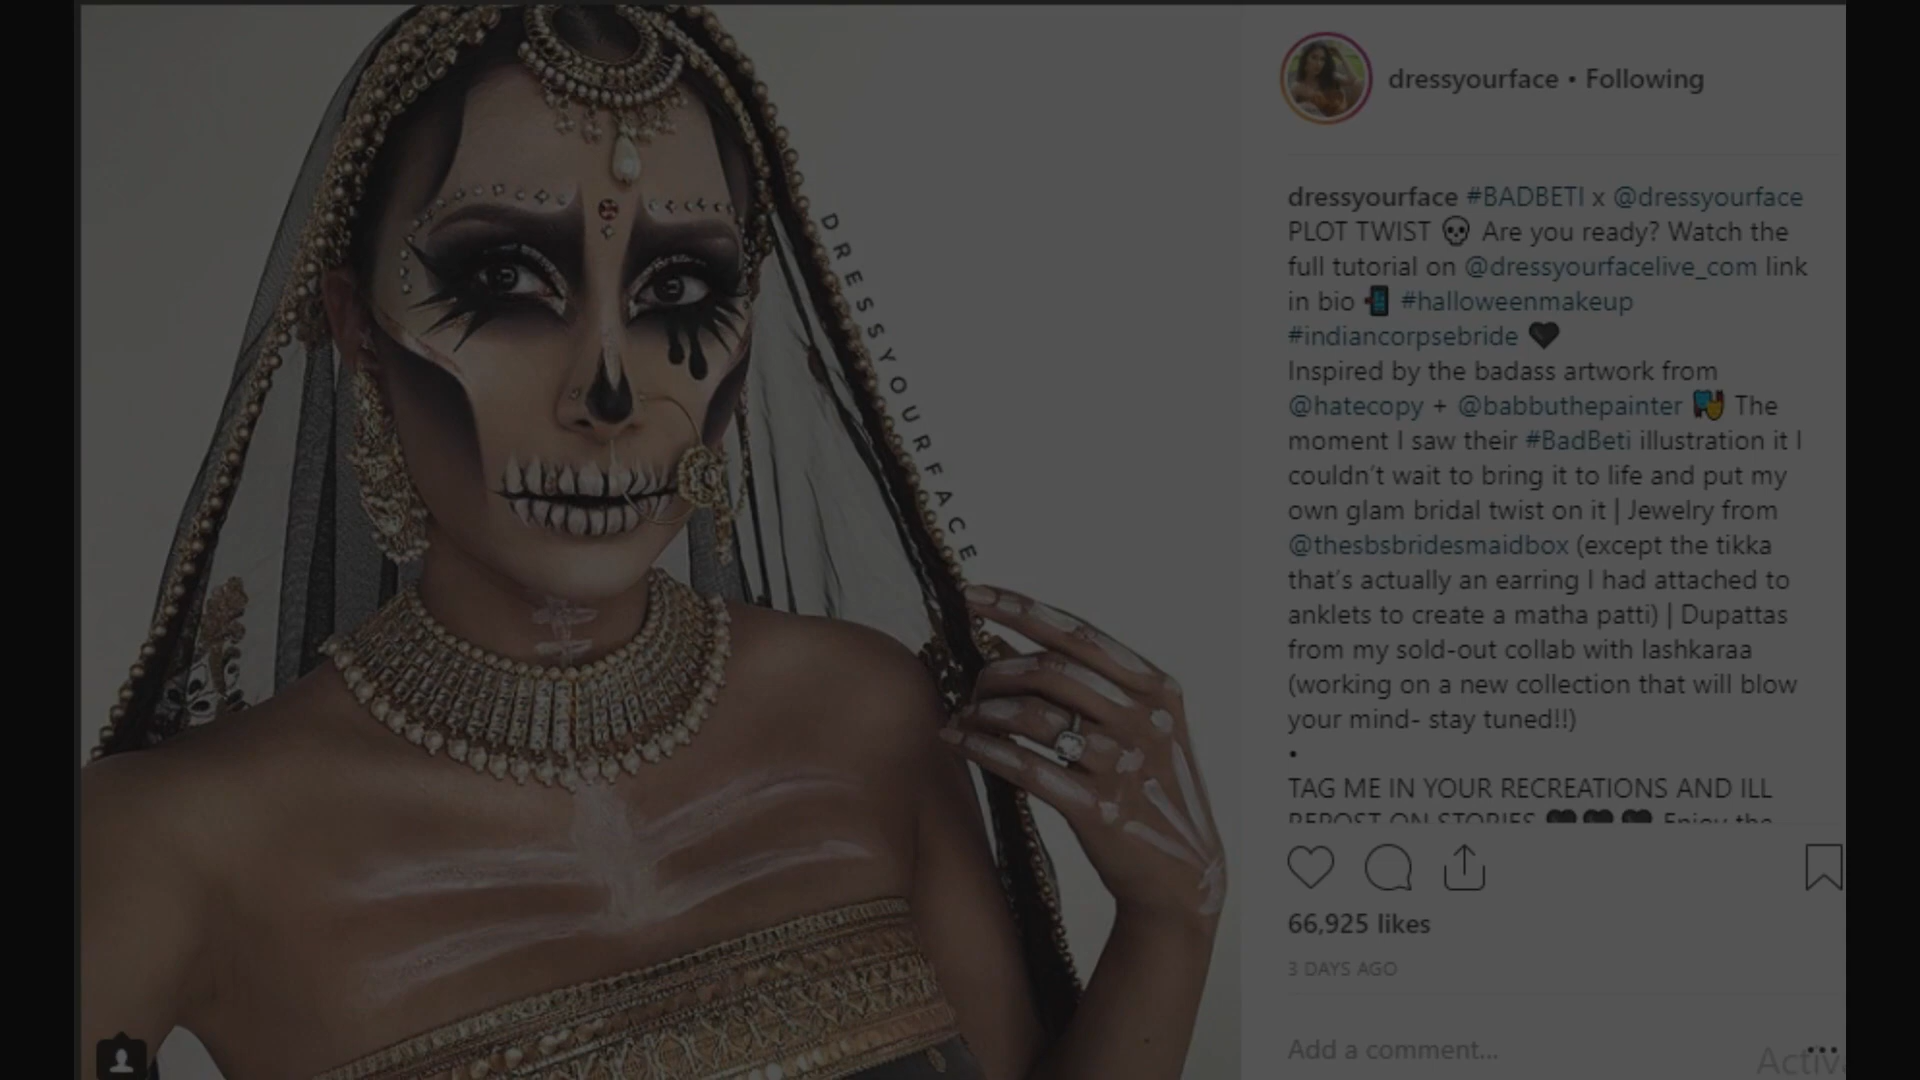 DRESSYOURFACE
dressyourface • Following
dressyourface #BADBETI x @dressyourface
PLOT TWIST 💀 Are you ready? Watch the
full tutorial on @dressyourfacelive_com link
in bio 📲 #halloweenmakeup
#indiancorpsebride 🖤
Inspired by the badass artwork from
@hatecopy + @babbuthepainter 🎭 The
moment I saw their #BadBeti illustration it I
couldn't wait to bring it to life and put my
own glam bridal twist on it | Jewelry from
@thesbsbridesmaidbox (except the tikka
that's actually an earring I had attached to
anklets to create a matha patti) | Dupattas
from my sold-out collab with lashkaraa
(working on a new collection that will blow
your mind- stay tuned!!)
•
TAG ME IN YOUR RECREATIONS AND ILL
REPOST ON STORIES 🖤🖤🖤 Enjoy the
66,925 likes
3 DAYS AGO
Add a comment...